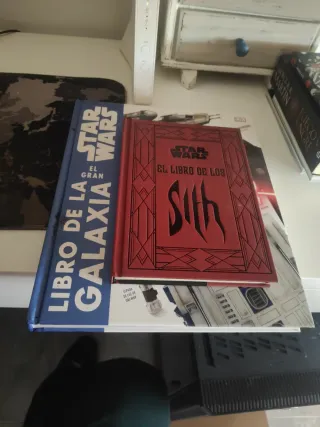 STAR
WARS
EL GRAN
LIBRO DE LA
GALAXIA
STAR
WARS
EL LIBRO DE LOS
Sith